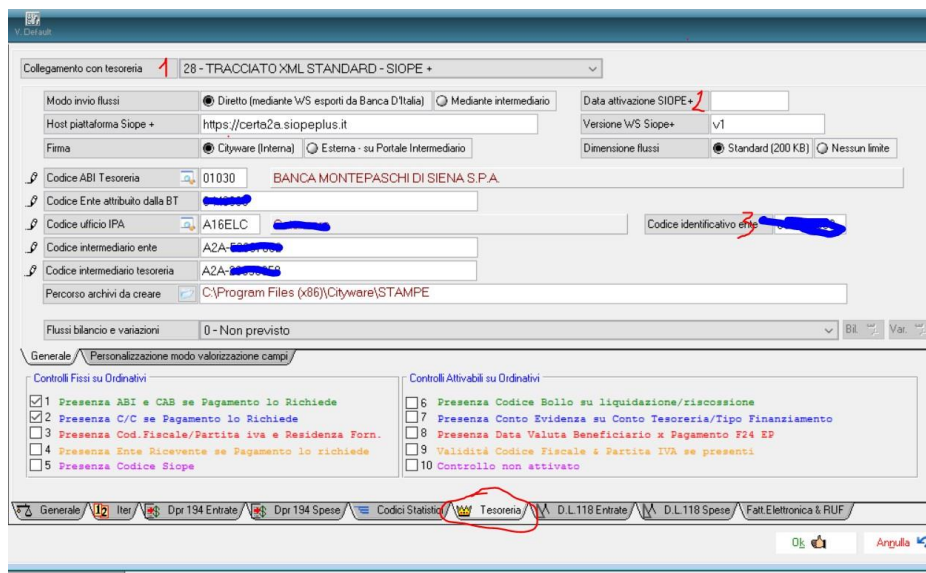 V. Default
Collegamento con tesoreria 1 28 - TRACCIATO XML STANDARD - SIOPE +
Modo invio flussi Diretto (mediante WS esporti da Banca D'Italia) Mediante intermediario Data attivazione SIOPE+ 2
Host piattaforma Siope + https://certa2a.siopeplus.it Versione WS Siope+ v1
Firma Cityware (Interna) Esterna - su Portale Intermediario Dimensione flussi Standard (200 KB) Nessun limite
Codice ABI Tesoreria 01030 BANCA MONTEPASCHI DI SIENA S.P.A.
Codice Ente attribuito dalla BT
Codice ufficio IPA A16ELC Codice identificativo ente 3
Codice intermediario ente A2A-
Codice intermediario tesoreria A2A-
Percorso archivi da creare C:\Program Files (x86)\Cityware\STAMPE
Flussi bilancio e variazioni 0 - Non previsto Bil. Var.
Generale Personalizzazione modo valorizzazione campi
Controlli Fissi su Ordinativi Controlli Attivabili su Ordinativi
1 Presenza ABI e CAB se Pagamento lo Richiede 6 Presenza Codice Bollo su liquidazione/riscossione
2 Presenza C/C se Pagamento lo Richiede 7 Presenza Conto Evidenza su Conto Tesoreria/Tipo Finanziamento
3 Presenza Cod.Fiscale/Partita iva e Residenza Forn. 8 Presenza Data Valuta Beneficiario x Pagamento F24 EP
4 Presenza Ente Ricevente se Pagamento lo richiede 9 Validità Codice Fiscale & Partita IVA se presenti
5 Presenza Codice Siope 10 Controllo non attivato
Generale Iter Dpr 194 Entrate Dpr 194 Spese Codici Statistici Tesoreria D.L.118 Entrate D.L.118 Spese Fatt.Elettronica & RUF
Ok Annulla